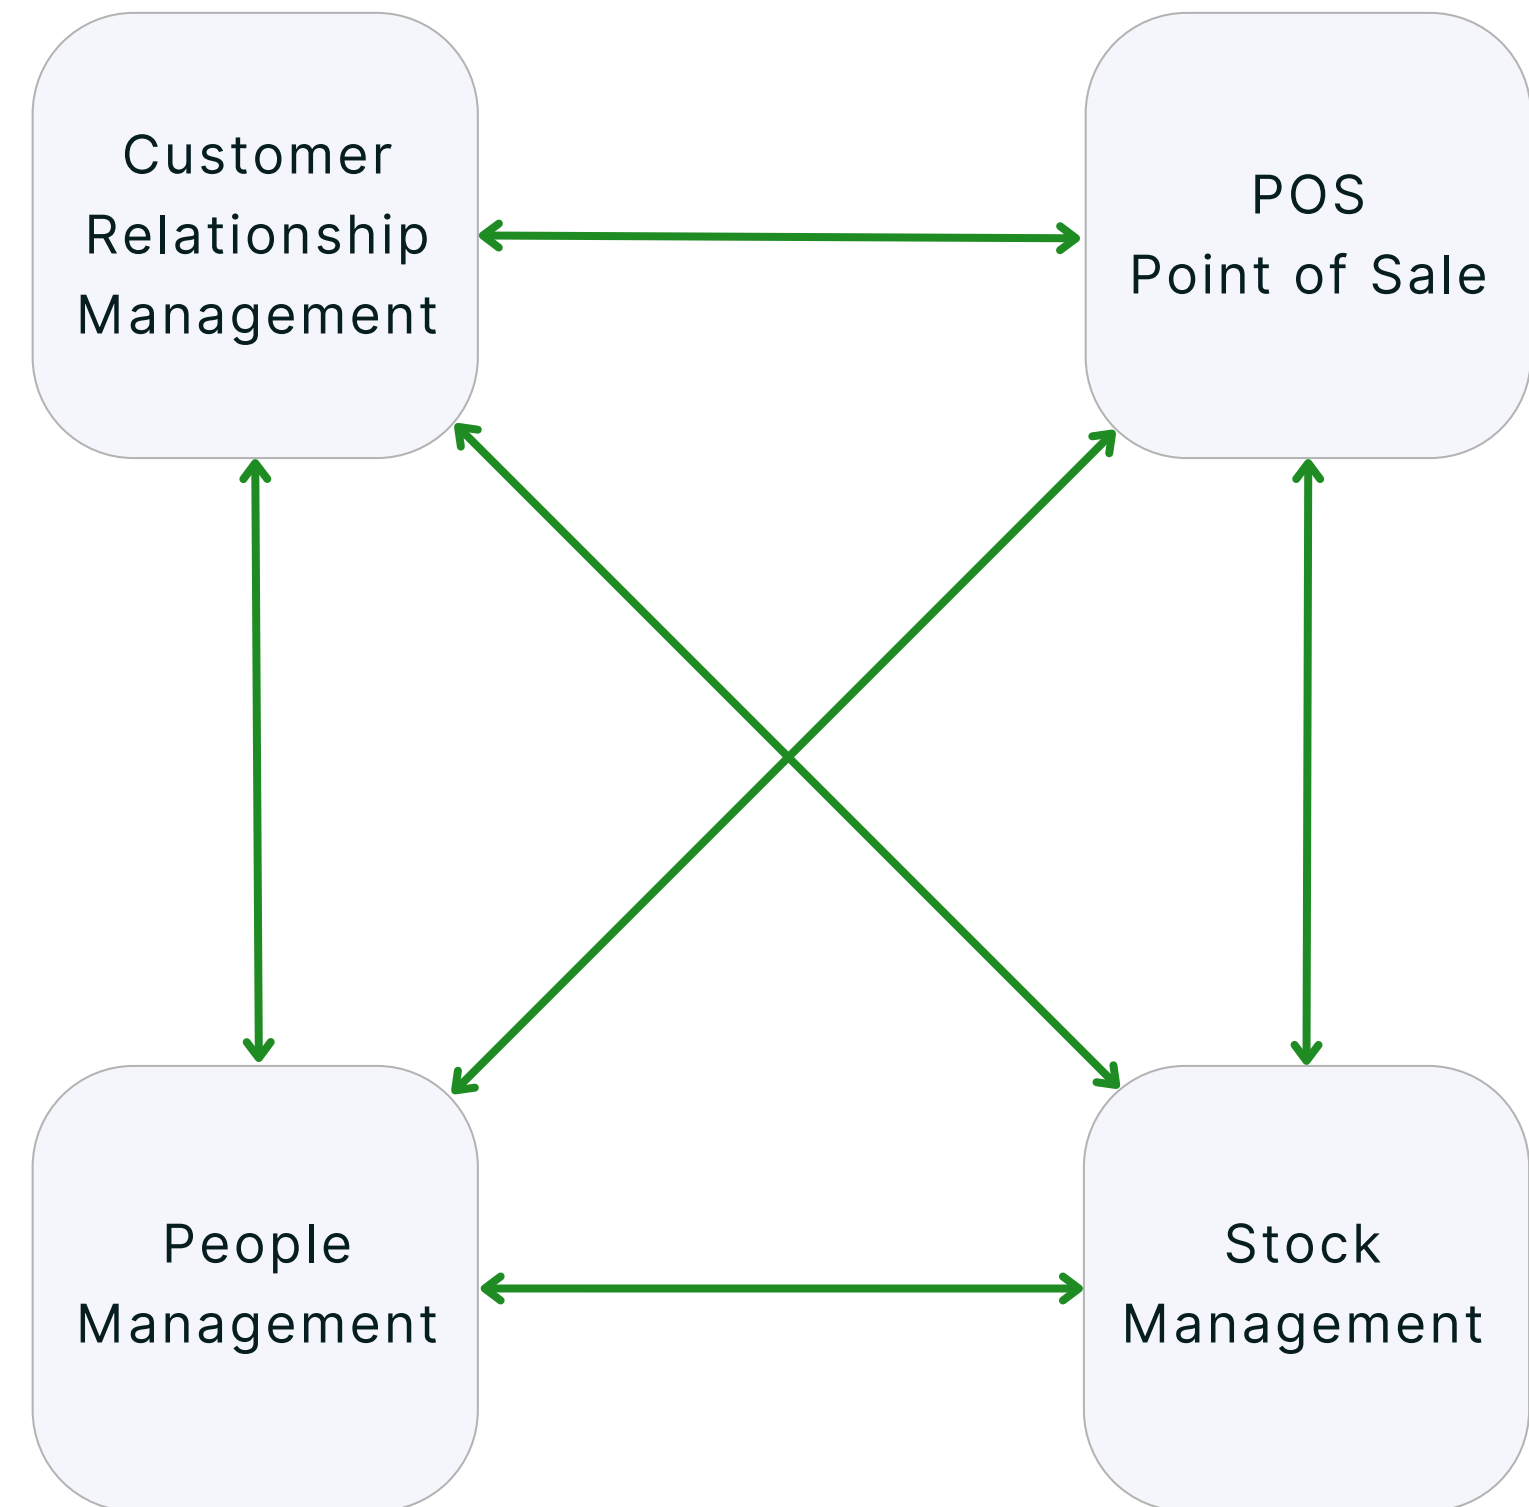 Customer
Relationship
Management
POS
Point of Sale
People
Management
Stock
Management